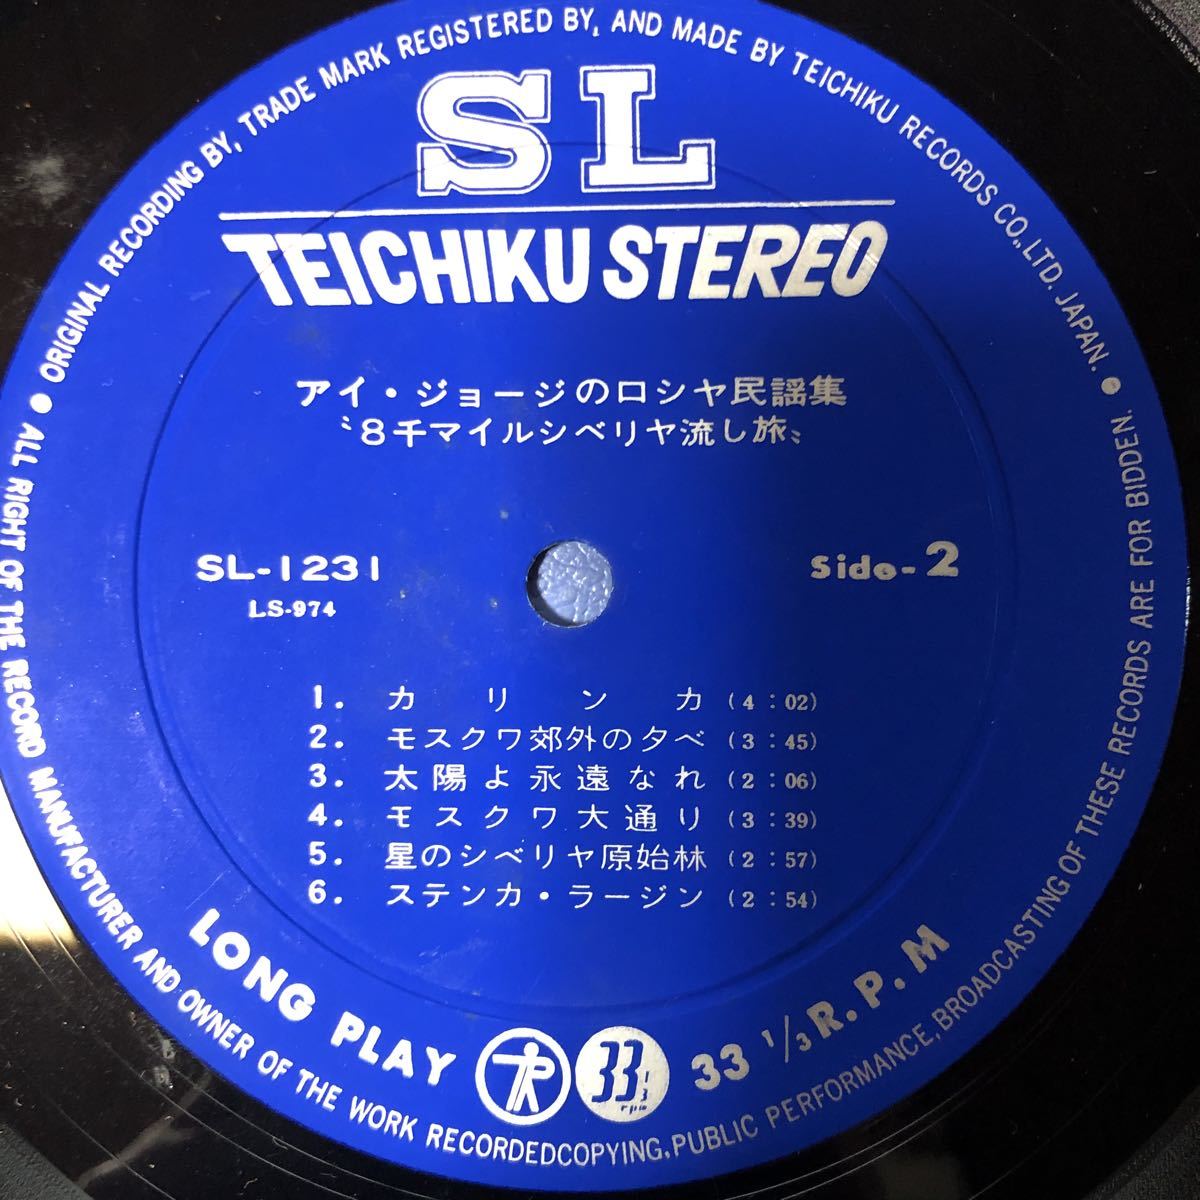 ● ORIGINAL RECORDING BY, TRADE MARK REGISTERED BY, AND MADE BY TEICHIKU RECORDS CO., LTD. JAPAN. ●
SL
TEICHIKU STEREO
アイ・ジョージのロシヤ民謡集
〝8千マイルシベリヤ流し旅〟
SL-1231
LS-974
Side-2
1. カリンカ (4:02)
2. モスクワ郊外の夕べ (3:45)
3. 太陽よ永遠なれ (2:06)
4. モスクワ大通り (3:39)
5. 星のシベリヤ原始林 (2:57)
6. ステンカ・ラージン (2:54)
LONG PLAY
33 1/3 rpm
33 1/3 R.P.M
ALL RIGHT OF THE RECORD MANUFACTURER AND OWNER OF THE WORK RECORDEDCOPYING, PUBLIC PERFORMANCE, BROADCASTING OF THESE RECORDS ARE FOR BIDDEN.